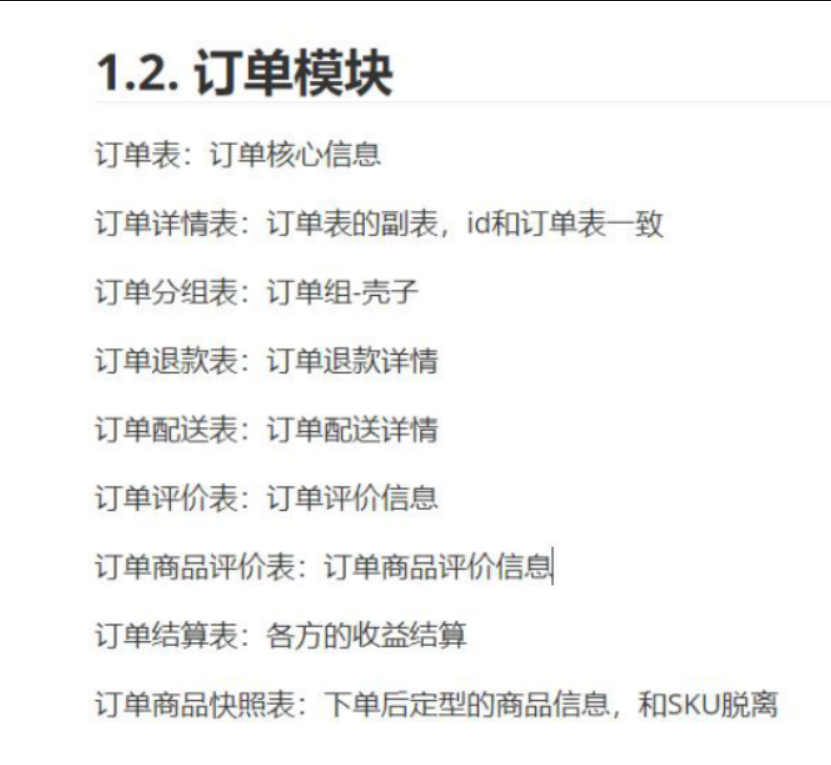 1.2. 订单模块
订单表：订单核心信息
订单详情表：订单表的副表，id和订单表一致
订单分组表：订单组-壳子
订单退款表：订单退款详情
订单配送表：订单配送详情
订单评价表：订单评价信息
订单商品评价表：订单商品评价信息
订单结算表：各方的收益结算
订单商品快照表：下单后定型的商品信息，和SKU脱离